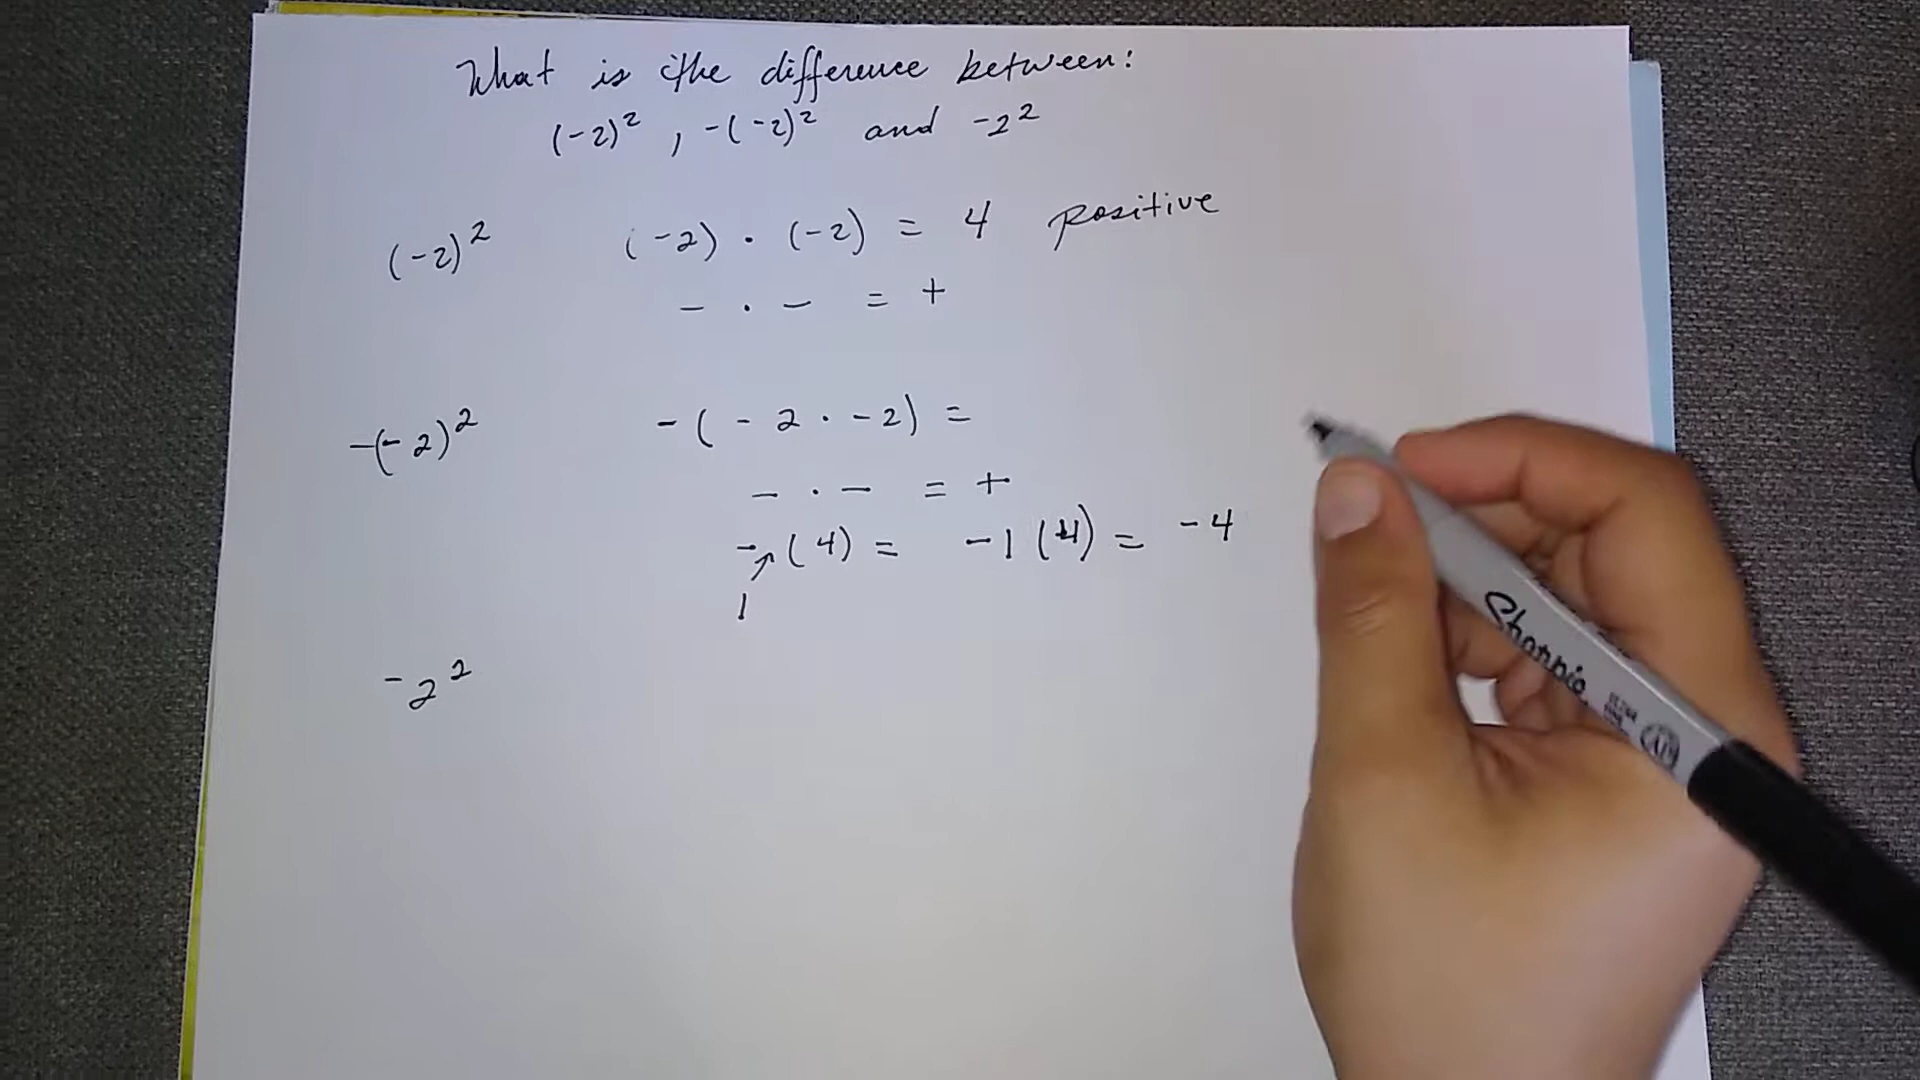 What is the difference between:
(-2)², -(-2)² and -2²
(-2)² (-2) · (-2) = 4 positive
- · - = +
-(-2)² -(-2 · -2) =
- · - = +
-(4) = -1(4) = -4
1
-2²
Sharpie